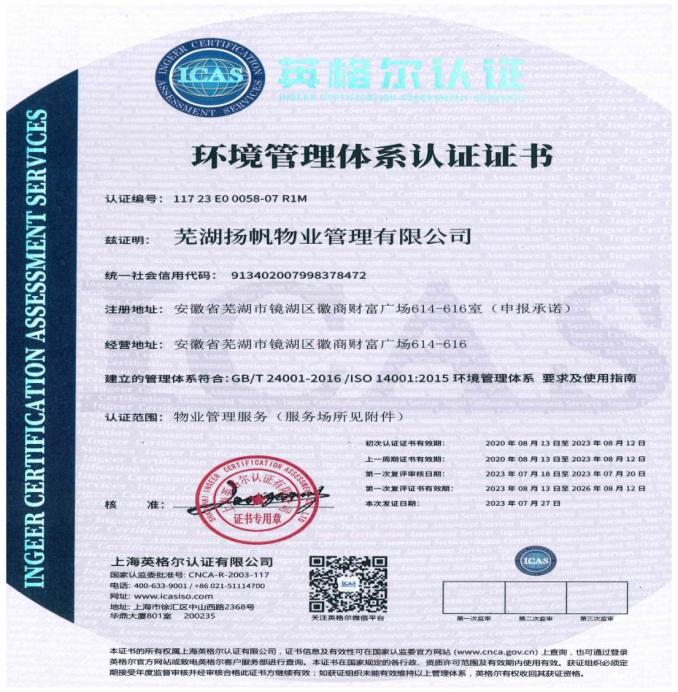 INGEER CERTIFICATION
ICAS
ASSESSMENT SERVICES
英格尔认证
INGEER CERTIFICATION ASSESSMENT SERVICES
INGEER CERTIFICATION ASSESSMENT SERVICES
环境管理体系认证证书
认证编号： 117 23 E0 0058-07 R1M
兹证明： 芜湖扬帆物业管理有限公司
统一社会信用代码： 913402007998378472
注册地址： 安徽省芜湖市镜湖区徽商财富广场614-616室（申报承诺）
经营地址： 安徽省芜湖市镜湖区徽商财富广场614-616
建立的管理体系符合：GB/T 24001-2016 /ISO 14001:2015 环境管理体系 要求及使用指南
认证范围： 物业管理服务（服务场所见附件）
初次认证证书有效期： 2020 年 08 月 13 日至 2023 年 08 月 12 日
上一周期证书有效期： 2020 年 08 月 13 日至 2023 年 08 月 12 日
第一次复评审核日期： 2023 年 07 月 18 日至 2023 年 07 月 20 日
第一次复评证书有效期： 2023 年 08 月 13 日至 2026 年 08 月 12 日
本次发证日期： 2023 年 07 月 27 日
核 准：
证书专用章
上海英格尔认证有限公司
国家认监委批准号: CNCA-R-2003-117
电话: 400-633-9001 / +86 021-51114700
网址: www.icasiso.com
地址: 上海市徐汇区中山西路2368号
华鼎大厦801室 200235
ICAS
关注英格尔微信平台
ICAS
第一次监审 第二次监审 第三次监审
本证书的所有权属上海英格尔认证有限公司，证书信息及有效性可在国家认监委官方网站 (www.cnca.gov.cn) 上查询，也可通过登录
英格尔官方网站或致电英格尔客户服务部进行查询。本证书在国家规定的各行政、资质许可范围及有效期内使用有效。获证组织必须定
期接受年度监督审核并经审核合格此证书方继续有效；如获证组织未能有效维持以上管理体系，英格尔有权收回其获证资格。